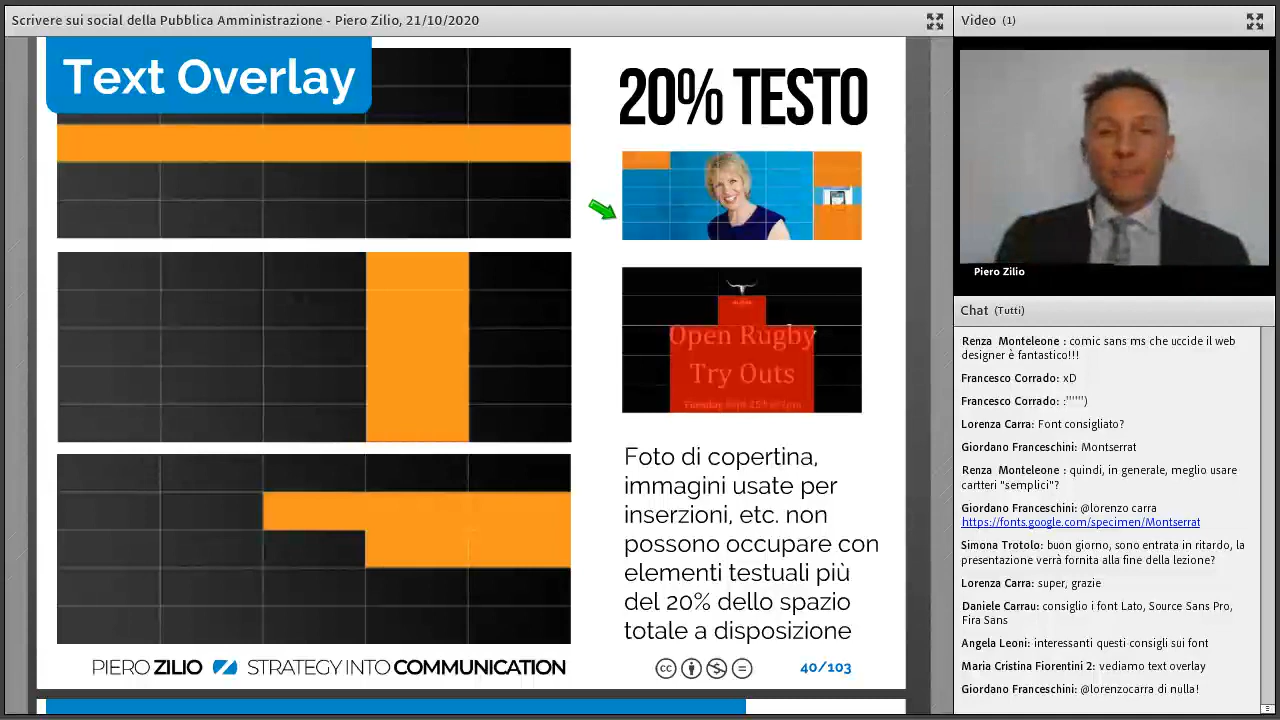 Scrivere sui social della Pubblica Amministrazione - Piero Zilio, 21/10/2020
Text Overlay
20% TESTO
Open Rugby
Try Outs
Foto di copertina,
immagini usate per
inserzioni, etc. non
possono occupare con
elementi testuali più
del 20% dello spazio
totale a disposizione
PIERO ZILIO STRATEGY INTO COMMUNICATION
cc
40/103
Video (1)
Piero Zilio
Chat (Tutti)
Renza Monteleone : comic sans ms che uccide il web
designer è fantastico!!!
Francesco Corrado: xD
Francesco Corrado: :''''''')
Lorenza Carra: Font consigliato?
Giordano Franceschini: Montserrat
Renza Monteleone : quindi, in generale, meglio usare
cartteri "semplici"?
Giordano Franceschini: @lorenzo carra
https://fonts.google.com/specimen/Montserrat
Simona Trotolo: buon giorno, sono entrata in ritardo, la
presentazione verrà fornita alla fine della lezione?
Lorenza Carra: super, grazie
Daniele Carrau: consiglio i font Lato, Source Sans Pro,
Fira Sans
Angela Leoni: interessanti questi consigli sui font
Maria Cristina Fiorentini 2: vediamo text overlay
Giordano Franceschini: @lorenzocarra di nulla!